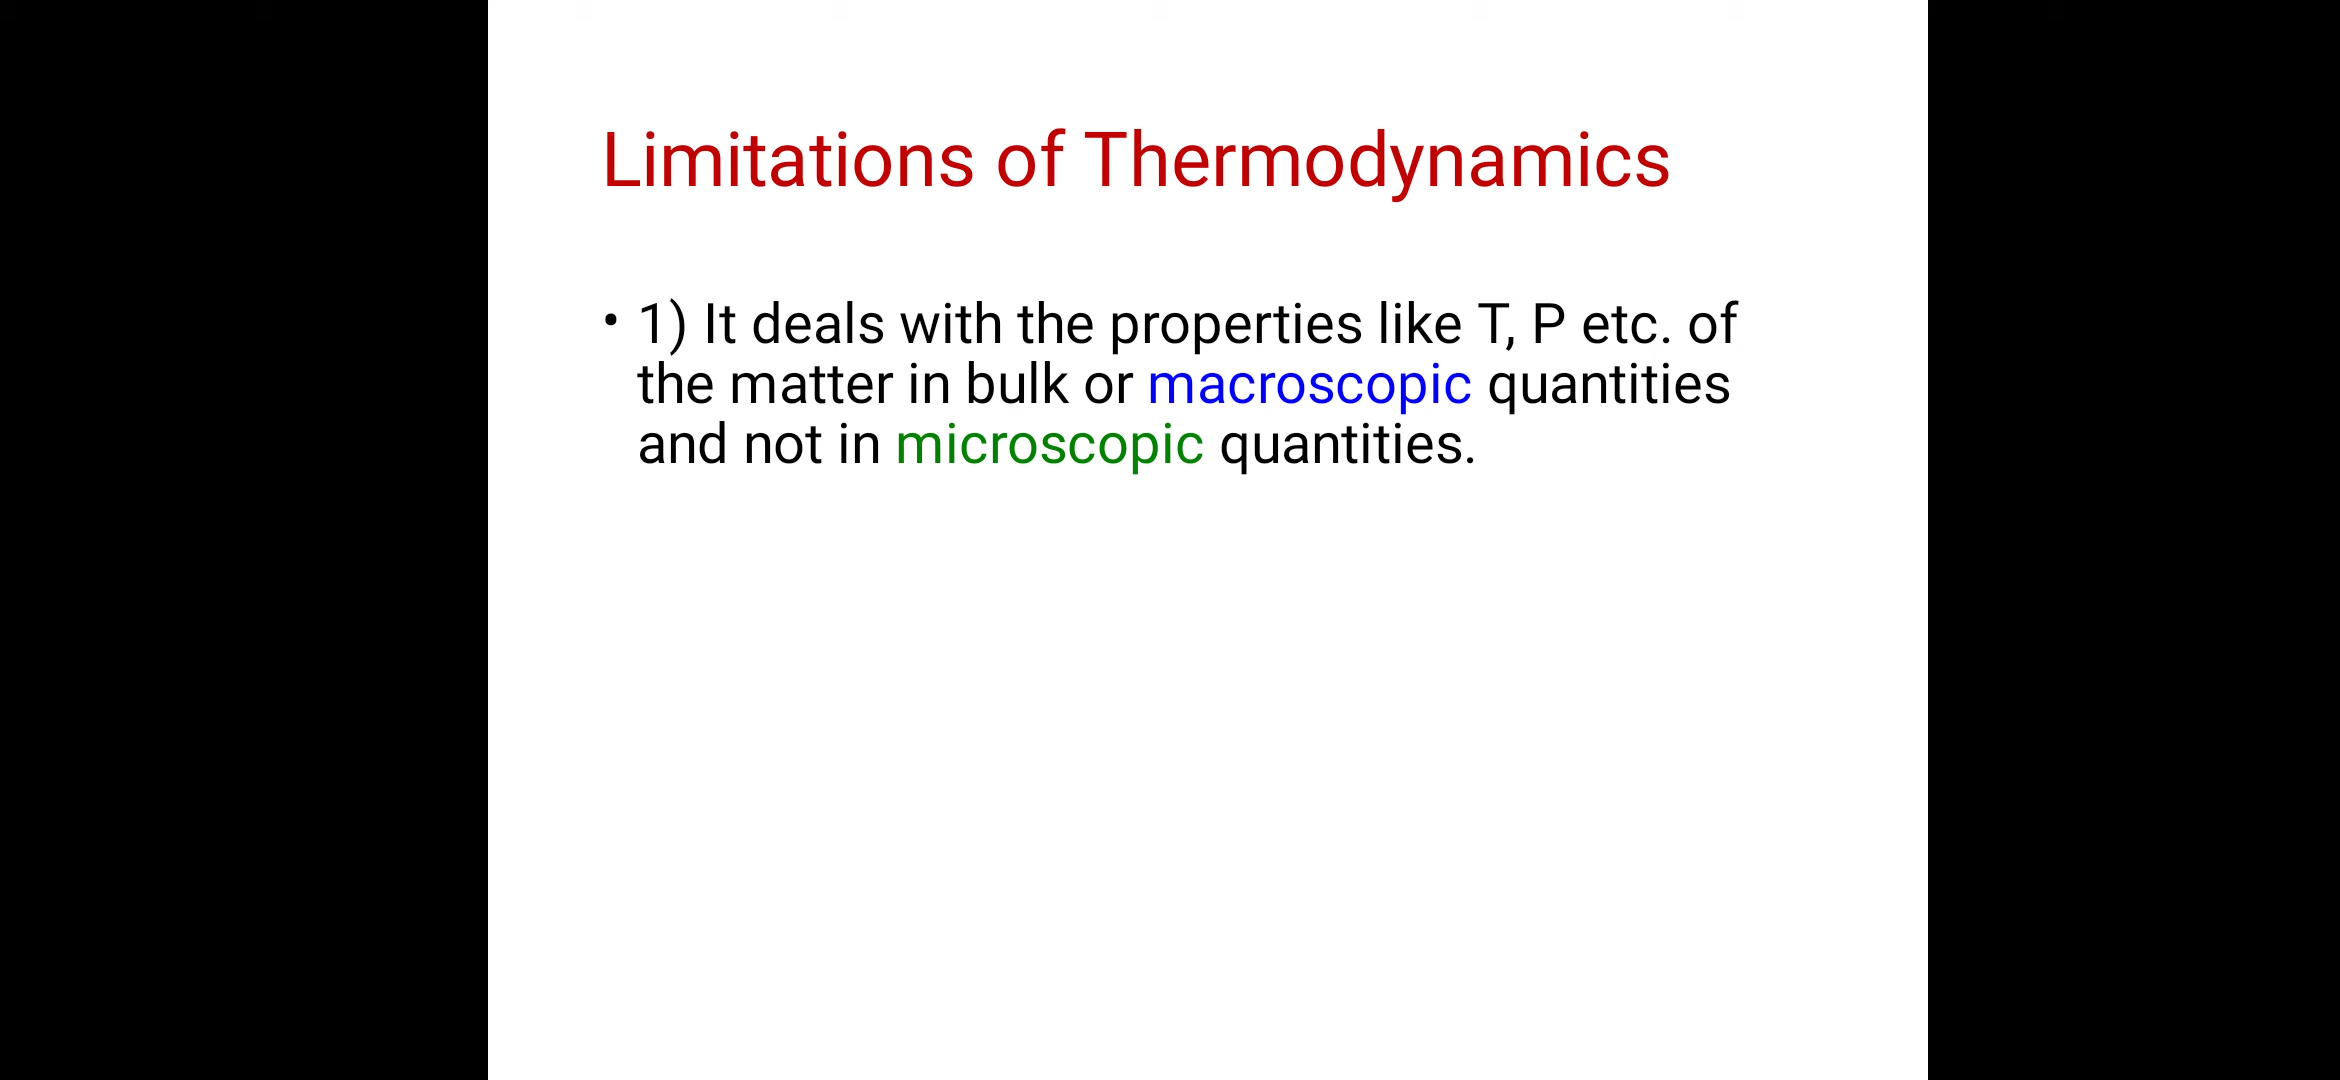 Limitations of Thermodynamics
• 1) It deals with the properties like T, P etc. of
the matter in bulk or macroscopic quantities
and not in microscopic quantities.